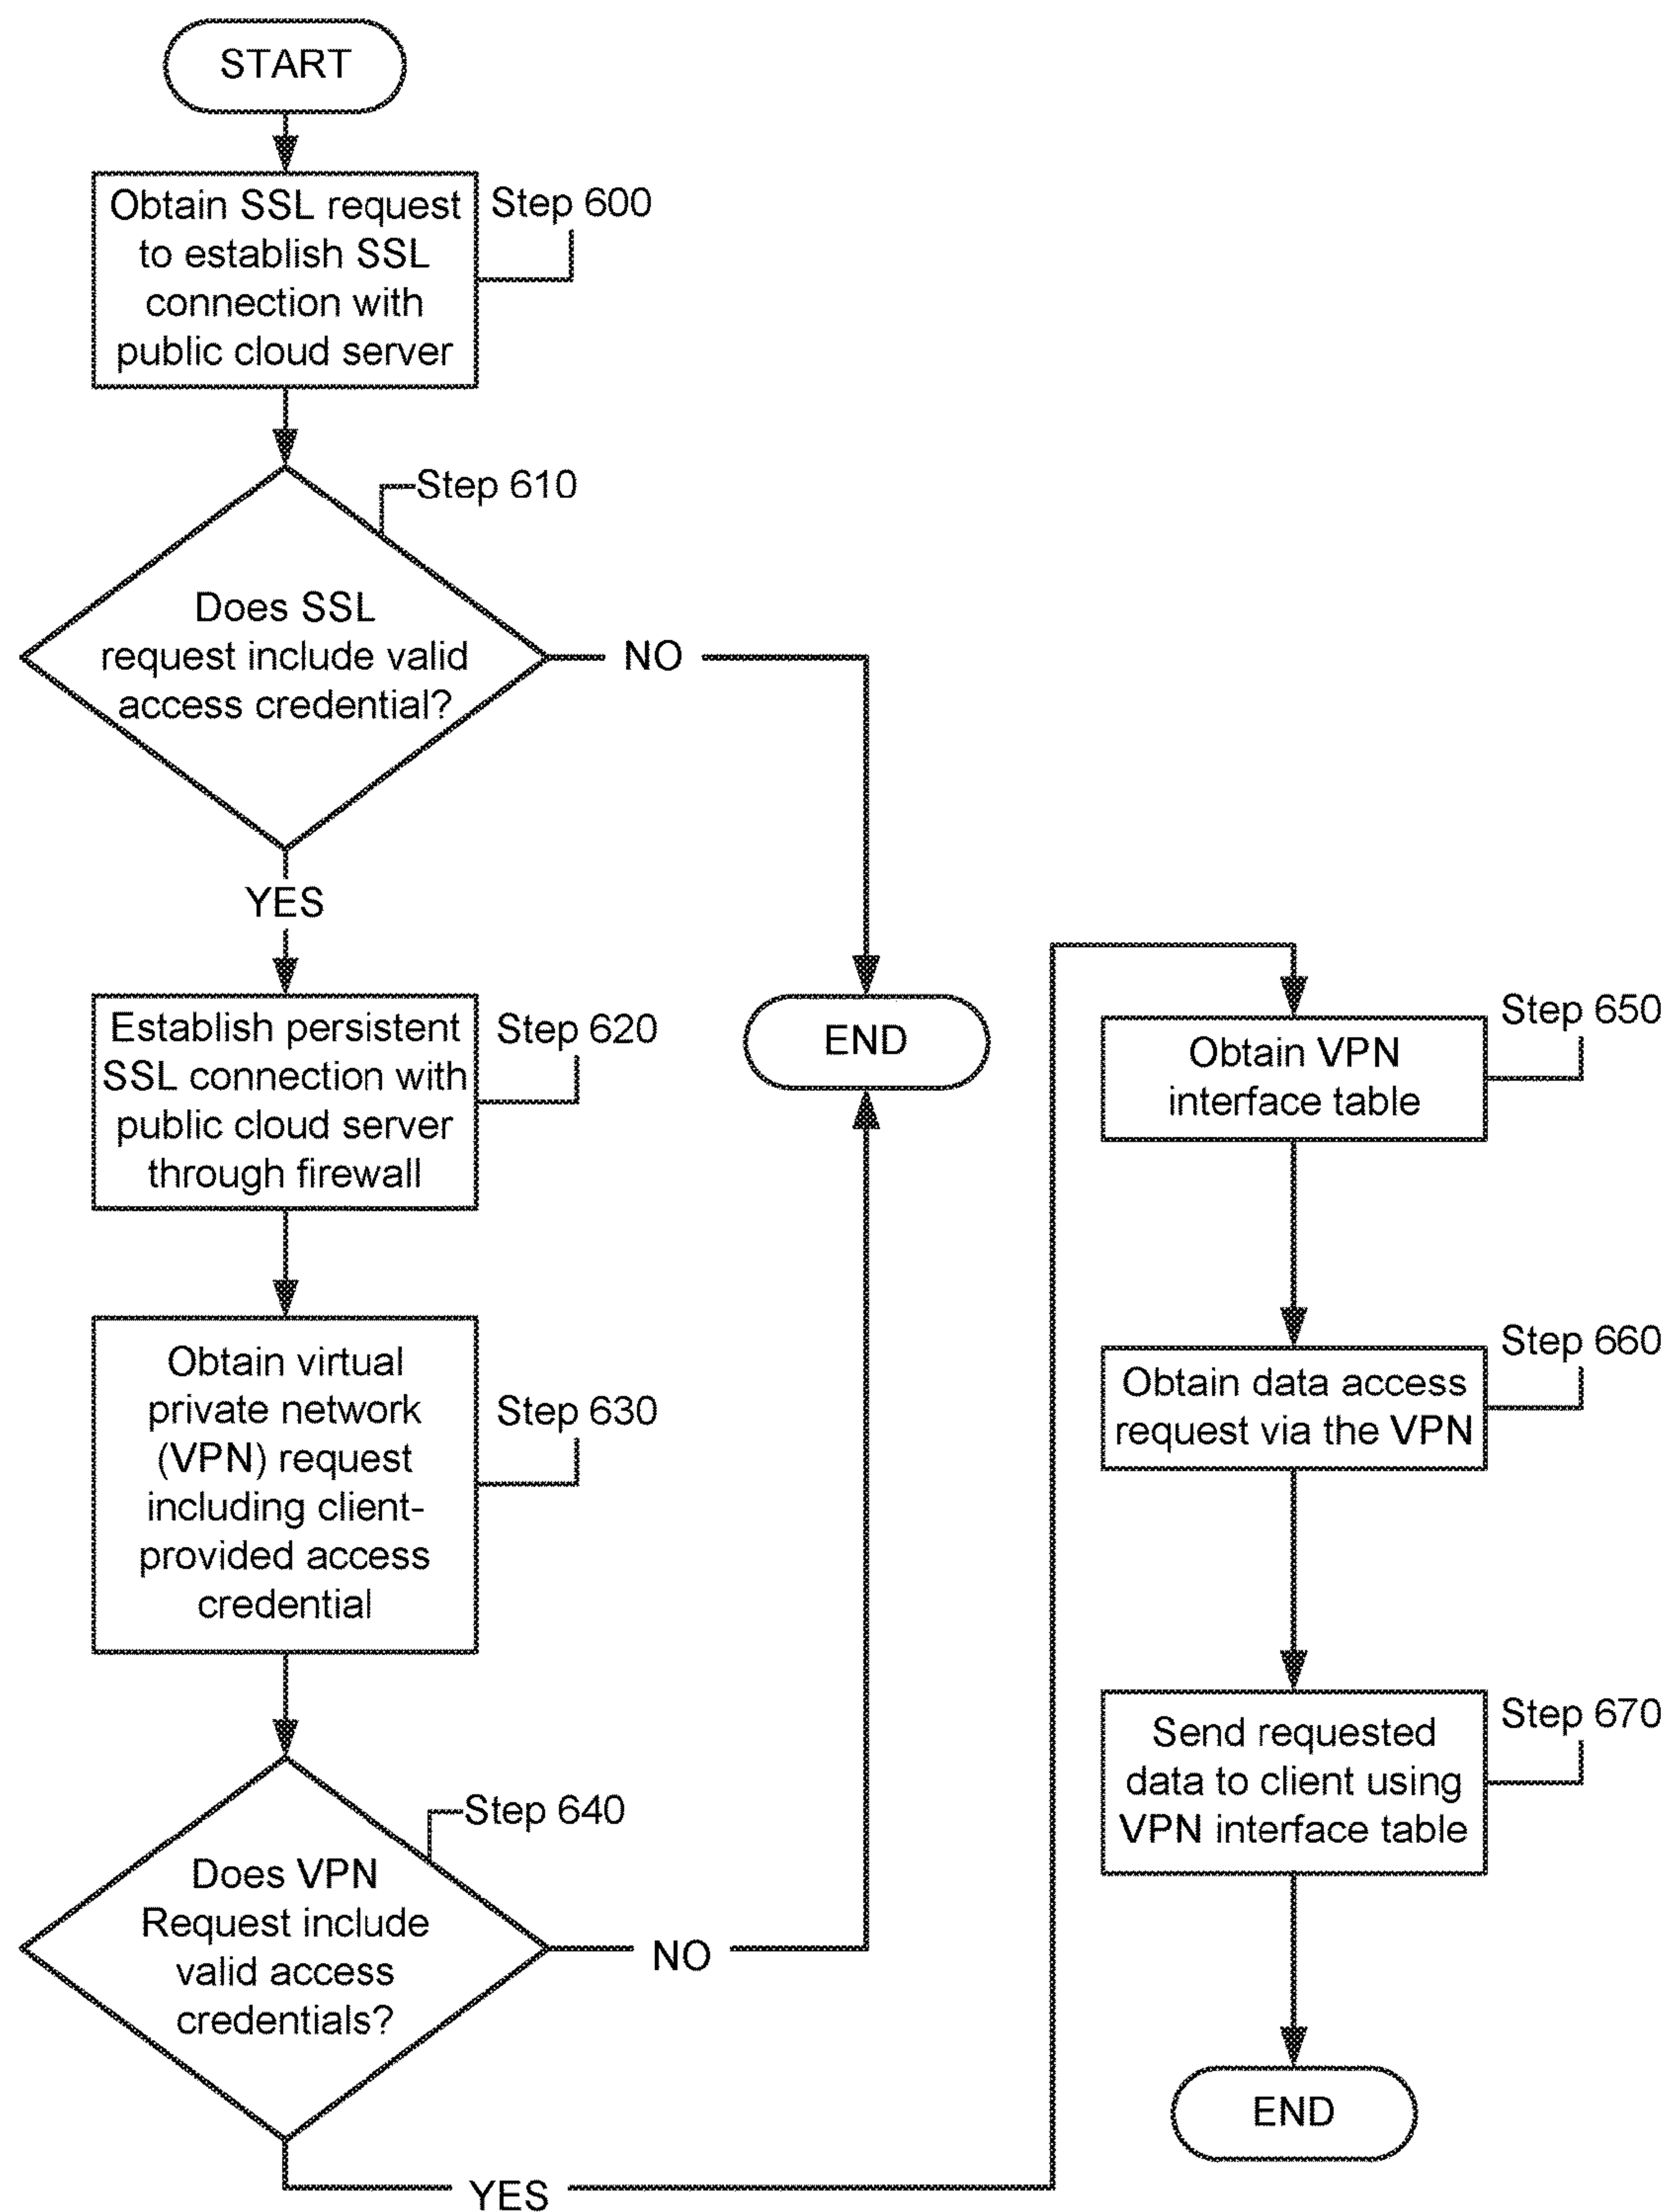 START
Obtain SSL request
to establish SSL
connection with
public cloud server
Step 600
Step 610
Does SSL
request include valid
access credential?
NO
YES
Establish persistent
SSL connection with
public cloud server
through firewall
Step 620
END
Obtain virtual
private network
(VPN) request
including client-
provided access
credential
Step 630
Step 640
Does VPN
Request include
valid access
credentials?
NO
YES
Obtain VPN
interface table
Step 650
Obtain data access
request via the VPN
Step 660
Send requested
data to client using
VPN interface table
Step 670
END